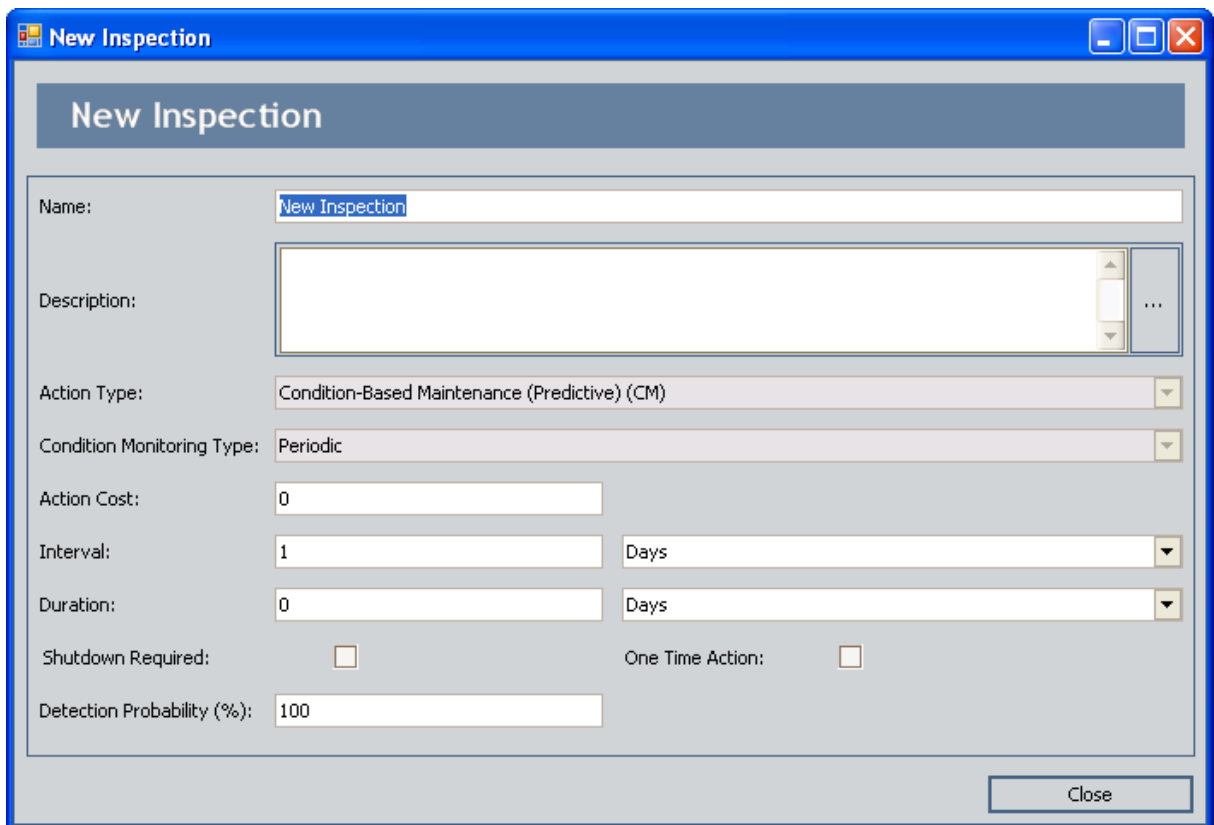 New Inspection
New Inspection
Name: New Inspection
Description: ...
Action Type: Condition-Based Maintenance (Predictive) (CM)
Condition Monitoring Type: Periodic
Action Cost: 0
Interval: 1 Days
Duration: 0 Days
Shutdown Required: One Time Action:
Detection Probability (%): 100
Close